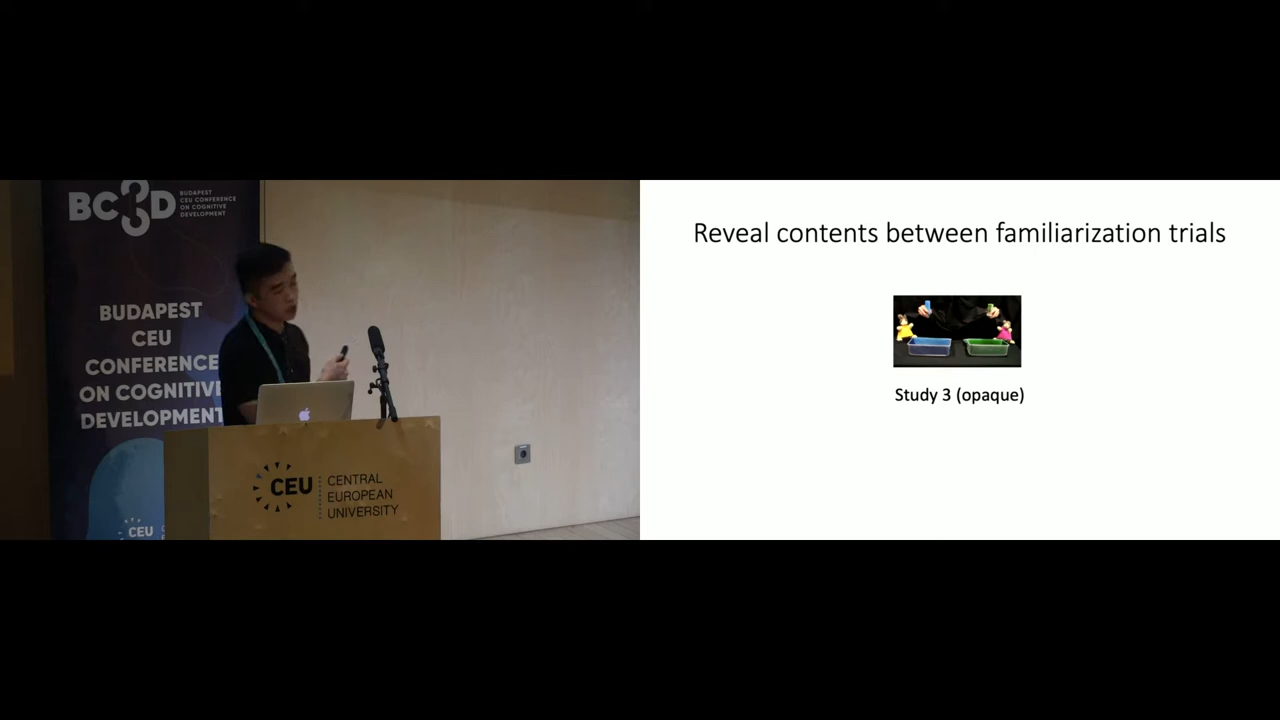 BC3D
BUDAPEST
CEU CONFERENCE
ON COGNITIVE
DEVELOPMENT
BUDAPEST
CEU
CONFERENCE
ON COGNITIVE
DEVELOPMENT
CEU
CEU
CENTRAL
EUROPEAN
UNIVERSITY
Reveal contents between familiarization trials
Study 3 (opaque)